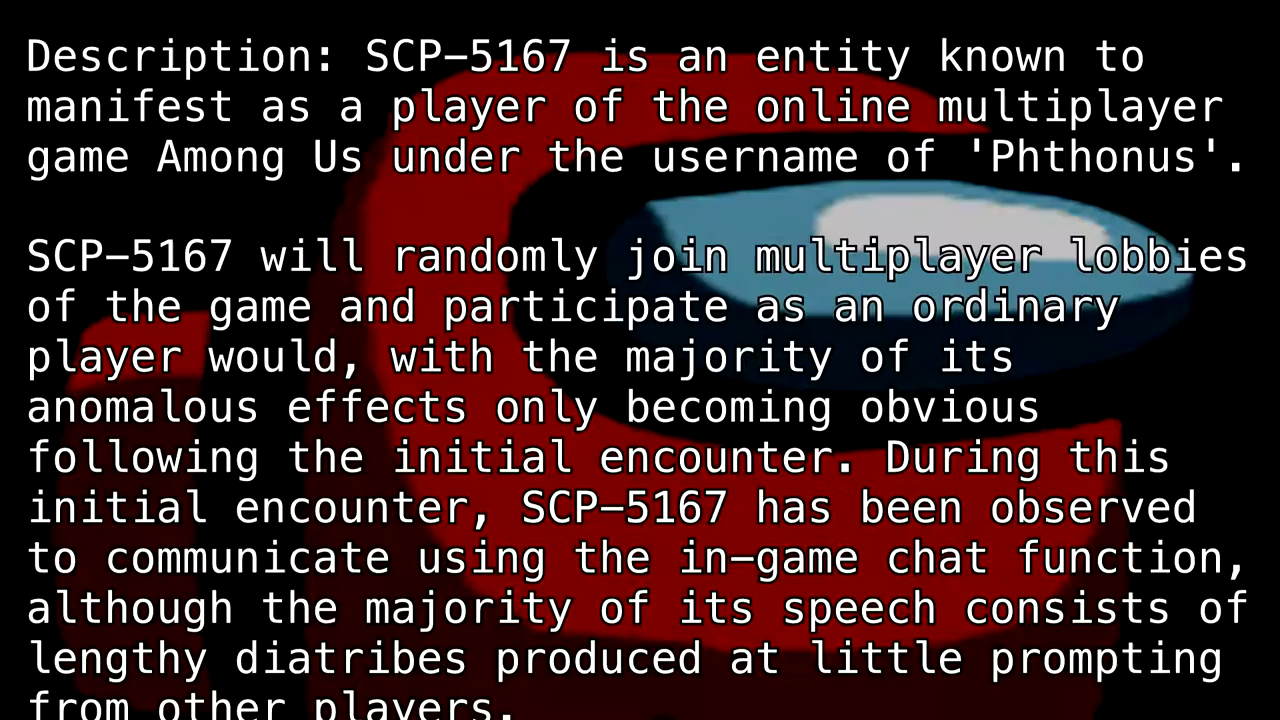 Description: SCP-5167 is an entity known to
manifest as a player of the online multiplayer
game Among Us under the username of 'Phthonus'.
SCP-5167 will randomly join multiplayer lobbies
of the game and participate as an ordinary
player would, with the majority of its
anomalous effects only becoming obvious
following the initial encounter. During this
initial encounter, SCP-5167 has been observed
to communicate using the in-game chat function,
although the majority of its speech consists of
lengthy diatribes produced at little prompting
from other players.